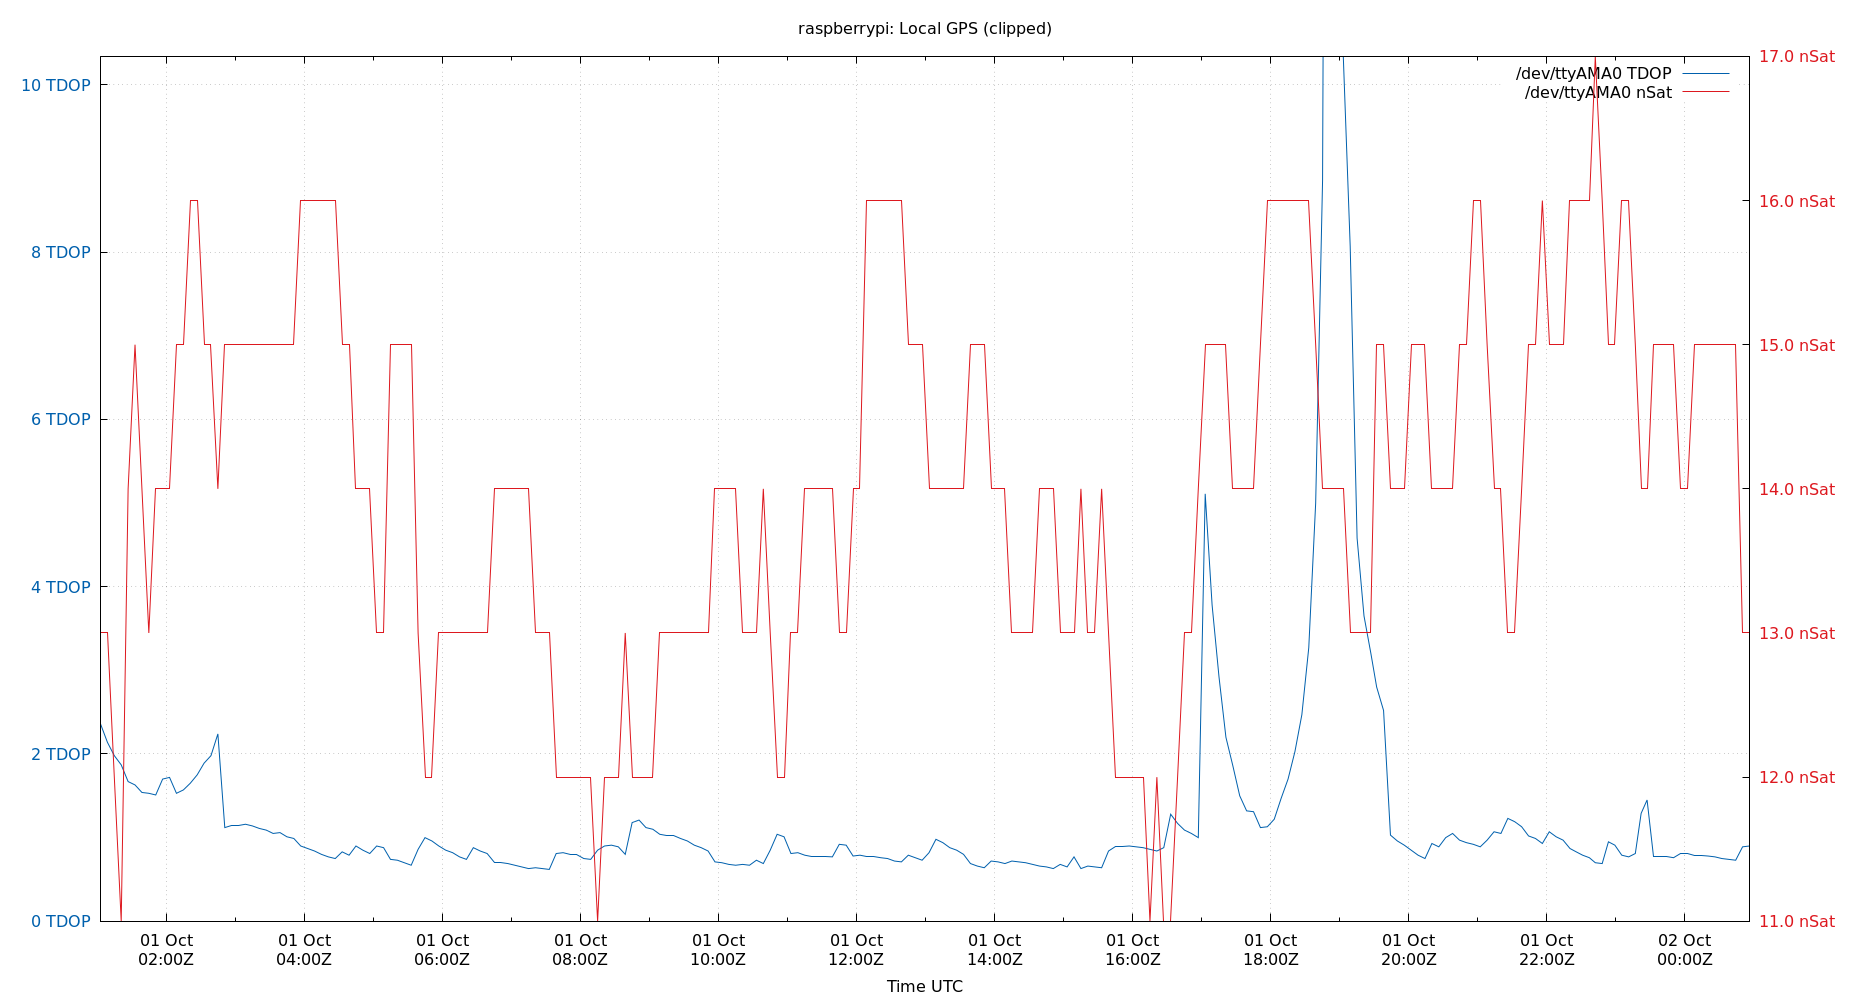 raspberrypi: Local GPS (clipped)
10 TDOP
8 TDOP
6 TDOP
4 TDOP
2 TDOP
0 TDOP
/dev/ttyAMA0 TDOP
/dev/ttyAMA0 nSat
17.0 nSat
16.0 nSat
15.0 nSat
14.0 nSat
13.0 nSat
12.0 nSat
11.0 nSat
01 Oct
02:00Z
01 Oct
04:00Z
01 Oct
06:00Z
01 Oct
08:00Z
01 Oct
10:00Z
01 Oct
12:00Z
01 Oct
14:00Z
01 Oct
16:00Z
01 Oct
18:00Z
01 Oct
20:00Z
01 Oct
22:00Z
02 Oct
00:00Z
Time UTC